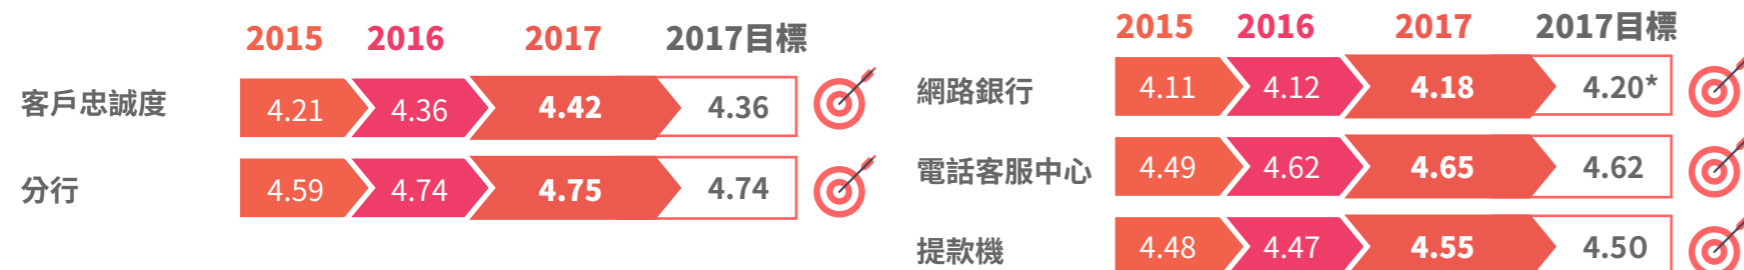 2015 2016 2017 2017目標
客戶忠誠度 4.21 4.36 4.42 4.36
分行 4.59 4.74 4.75 4.74
2015 2016 2017 2017目標
網路銀行 4.11 4.12 4.18 4.20*
電話客服中心 4.49 4.62 4.65 4.62
提款機 4.48 4.47 4.55 4.50